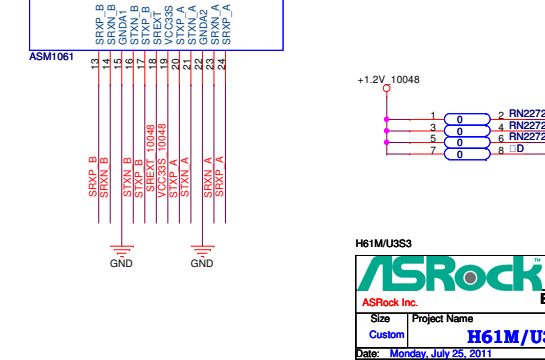 SRXP_B
SRXN_B
GNDA1
STXN_B
STXP_B
SREXT
VCC33S
STXP_A
STXN_A
GNDA2
SRXN_A
SRXP_A
ASM1061
13
14
15
16
17
18
19
20
21
22
23
24
SRXP_B
SRXN_B
STXN_B
STXP_B
SREXT_10048
VCC33S_10048
STXP_A
STXN_A
SRXN_A
SRXP_A
GND
GND
+1.2V_10048
1 0 2 RN2272
3 0 4 RN2272
5 0 6 RN2272
7 0 8 □D
H61M/U3S3
ASRock™
ASRock Inc.
Size Project Name
Custom H61M/U3
Date: Monday, July 25, 2011